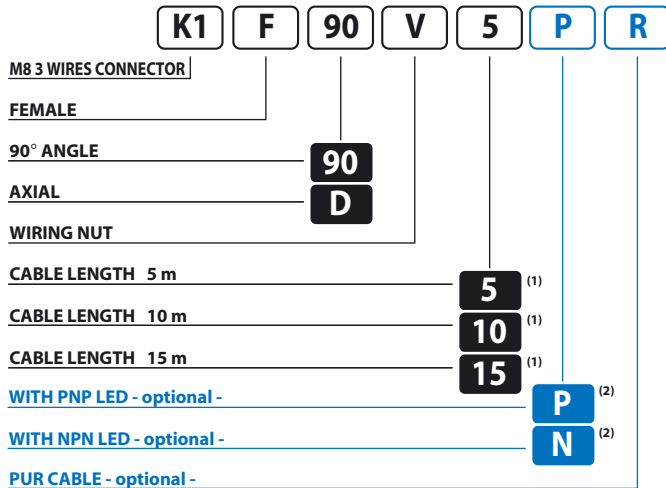 K1 F 90 V 5 P R
M8 3 WIRES CONNECTOR
FEMALE
90° ANGLE 90
AXIAL D
WIRING NUT
CABLE LENGTH 5 m 5 (1)
CABLE LENGTH 10 m 10 (1)
CABLE LENGTH 15 m 15 (1)
WITH PNP LED - optional - P (2)
WITH NPN LED - optional - N (2)
PUR CABLE - optional -